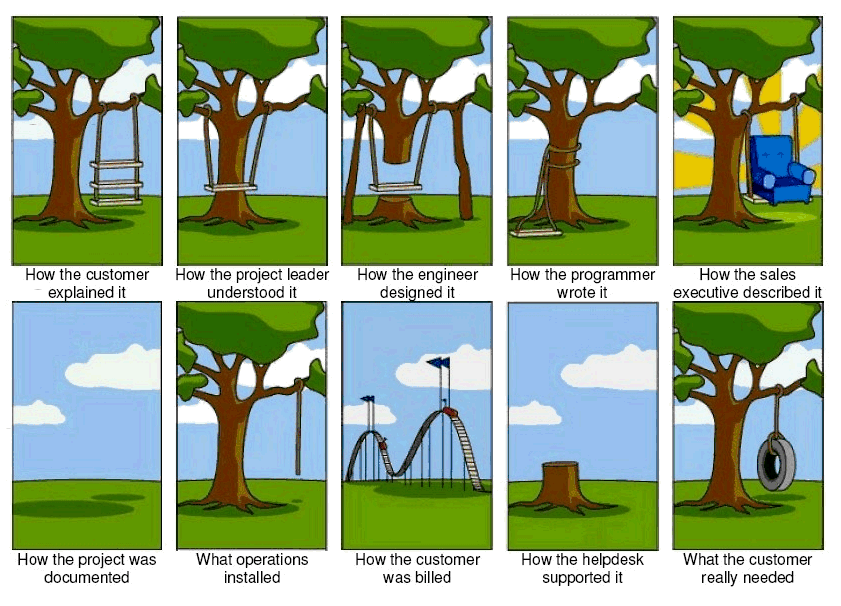 How the customer
explained it
How the project leader
understood it
How the engineer
designed it
How the programmer
wrote it
How the sales
executive described it
How the project was
documented
What operations
installed
How the customer
was billed
How the helpdesk
supported it
What the customer
really needed